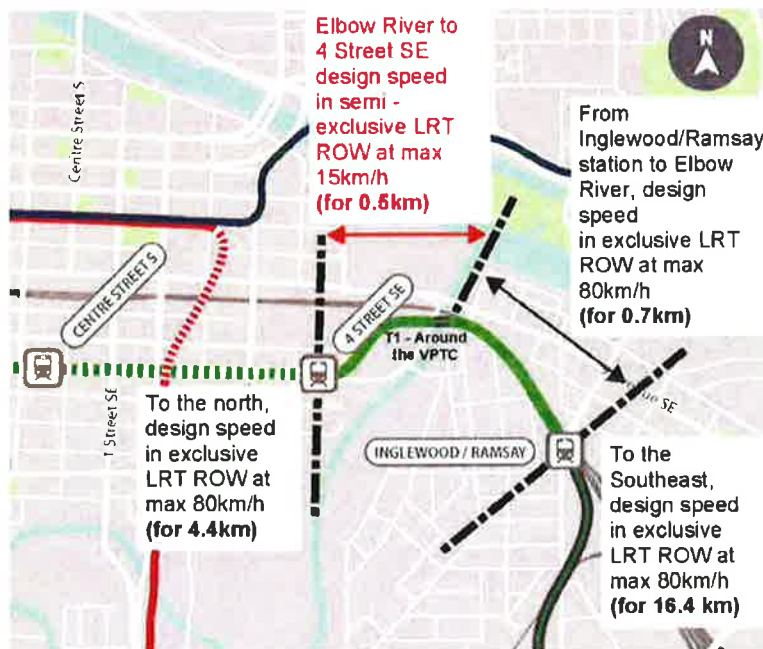 Elbow River to
4 Street SE
design speed
in semi -
exclusive LRT
ROW at max
15km/h
(for 0.5km)
N
From
Inglewood/Ramsay
station to Elbow
River, design
speed
in exclusive LRT
ROW at max
80km/h
(for 0.7km)
Centre Street S
CENTRE STREET S
4 STREET SE
T1 - Around
the VPTC
1 Street SE
To the north,
design speed
in exclusive
LRT ROW at
max 80km/h
(for 4.4km)
INGLEWOOD / RAMSAY
SE
To the
Southeast,
design speed
in exclusive
LRT ROW at
max 80km/h
(for 16.4 km)